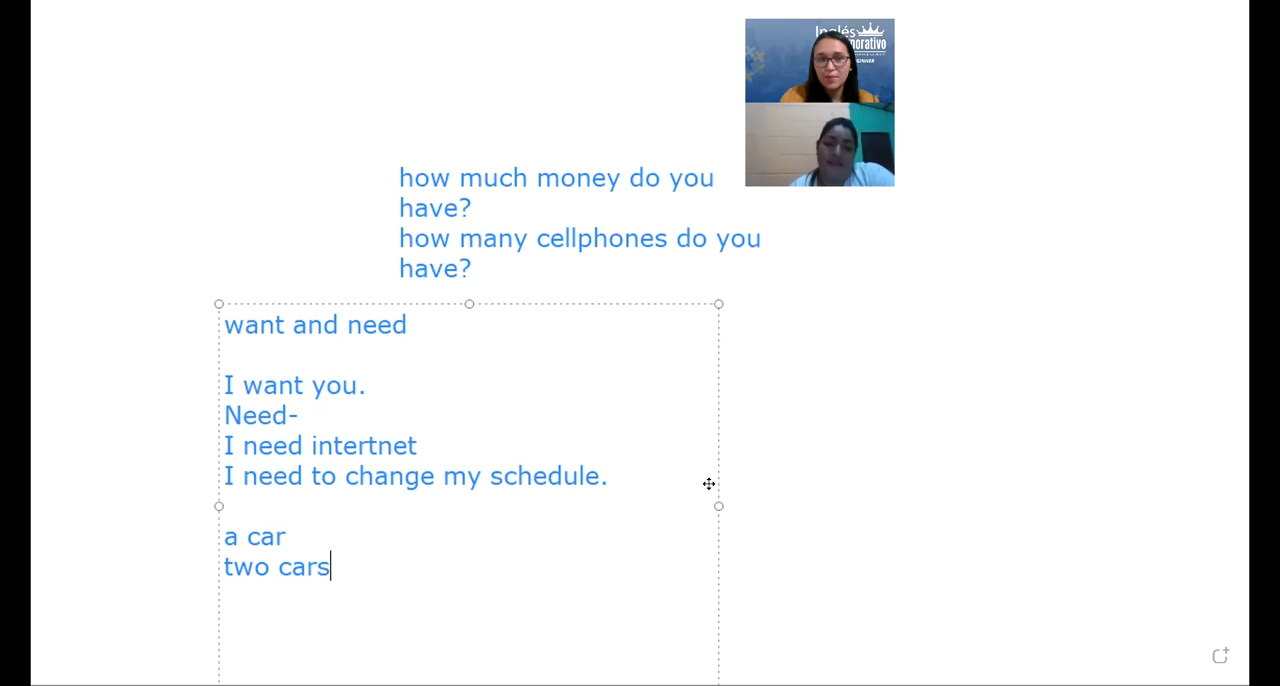 Inglés
how much money do you
have?
how many cellphones do you
have?
want and need
I want you.
Need-
I need intertnet
I need to change my schedule.
a car
two cars